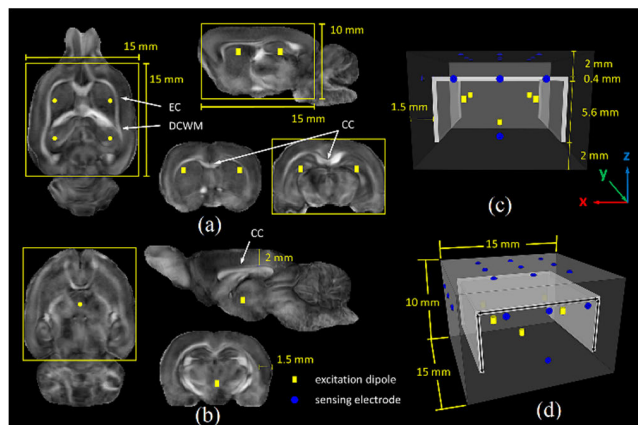 15 mm
15 mm
EC
DCWM
10 mm
15 mm
CC
(a)
2 mm
0.4 mm
1.5 mm
5.6 mm
2 mm
(c)
z
y
x
CC
2 mm
1.5 mm
(b)
excitation dipole
sensing electrode
15 mm
10 mm
15 mm
(d)